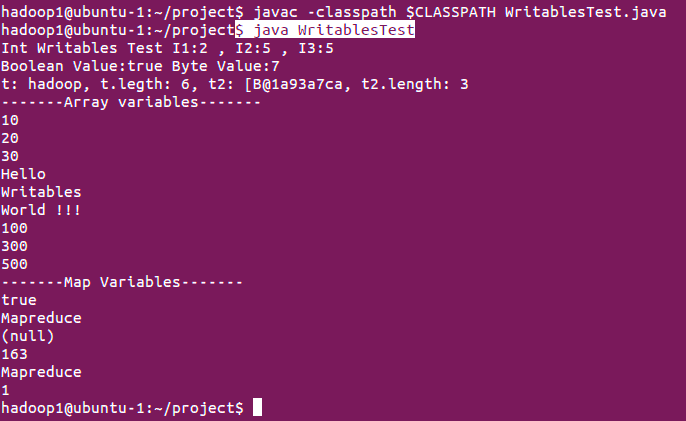 hadoop1@ubuntu-1:~/project$ javac -classpath $CLASSPATH WritablesTest.java
hadoop1@ubuntu-1:~/project$ java WritablesTest
Int Writables Test I1:2 , I2:5 , I3:5
Boolean Value:true Byte Value:7
t: hadoop, t.legth: 6, t2: [B@1a93a7ca, t2.length: 3
-------Array variables-------
10
20
30
Hello
Writables
World !!!
100
300
500
-------Map Variables-------
true
Mapreduce
(null)
163
Mapreduce
1
hadoop1@ubuntu-1:~/project$